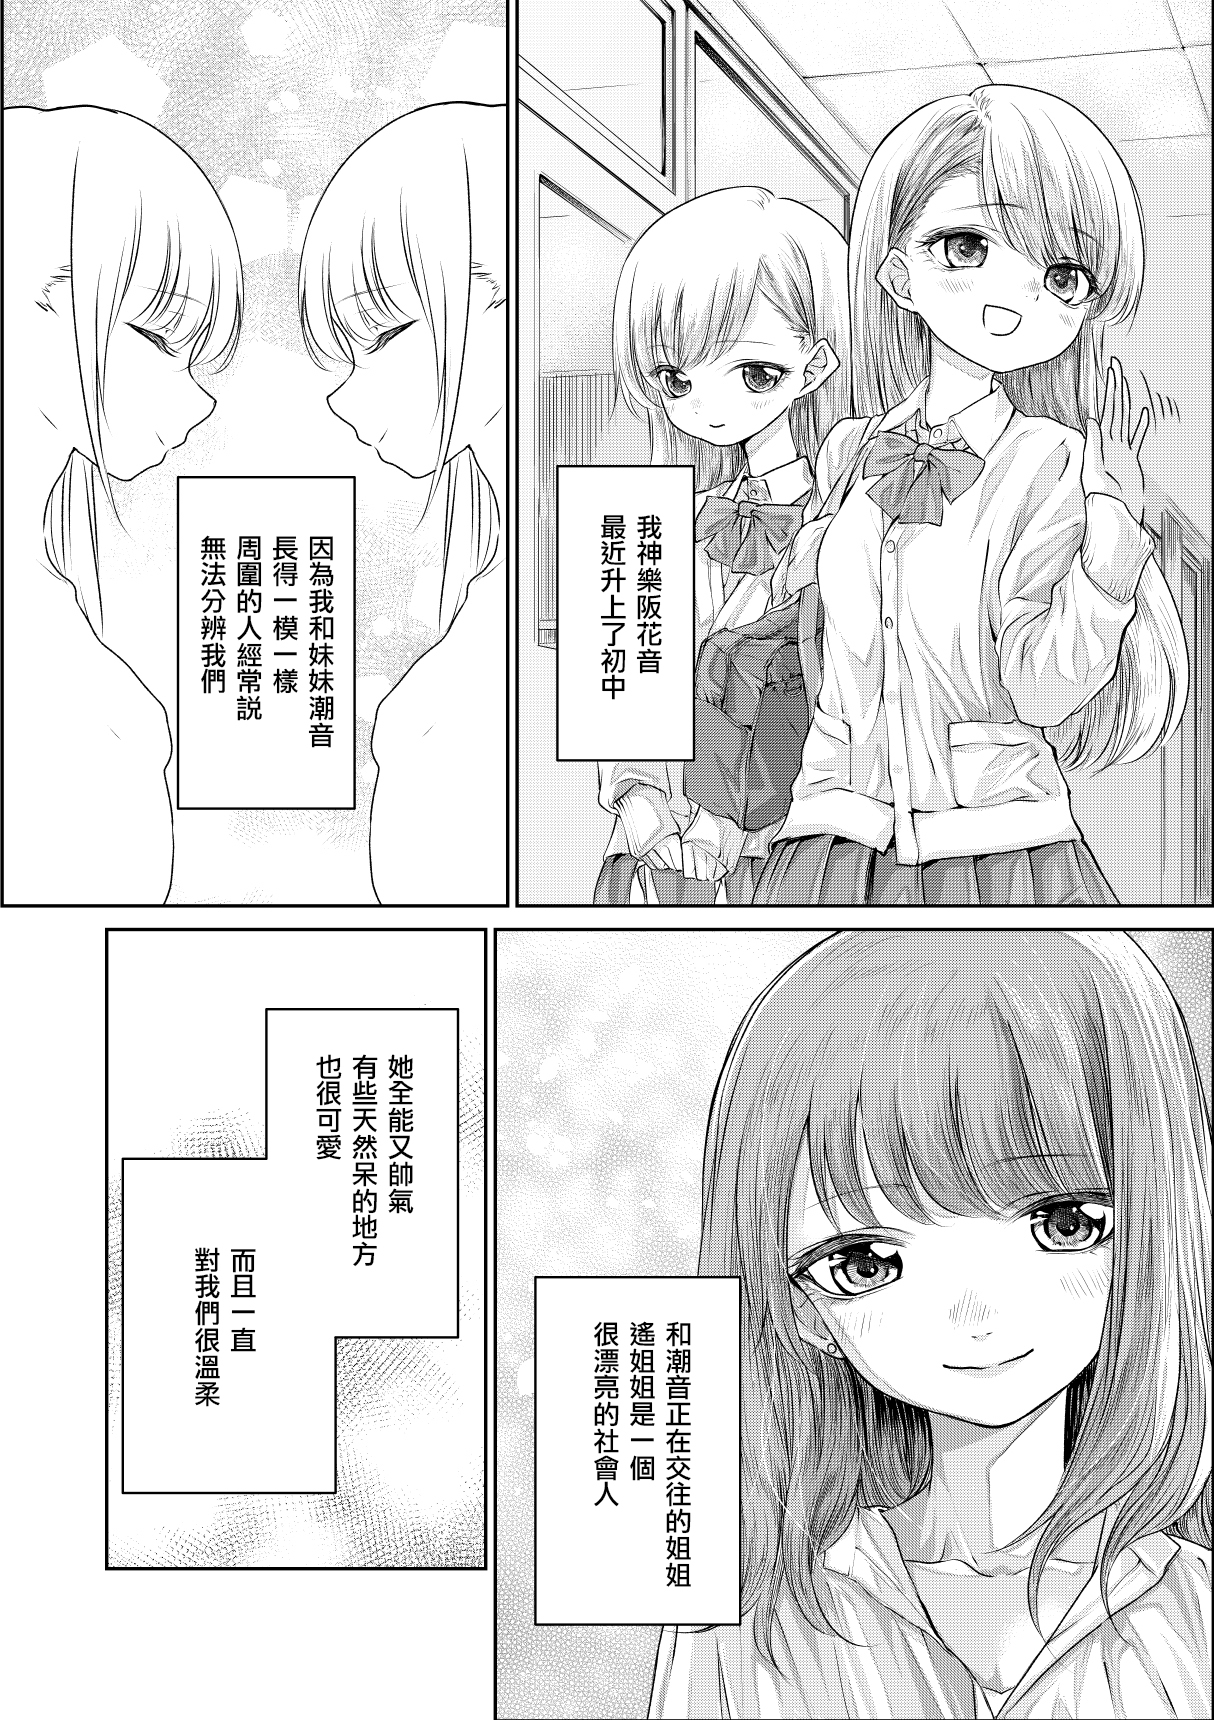 我神樂阪花音
最近升上了初中
因為我和妹妹潮音
長得一模一樣
周圍的人經常説
無法分辨我們
和潮音正在交往的姐姐
遙姐姐是一個
很漂亮的社會人
她全能又帥氣
有些天然呆的地方
也很可愛
而且一直
對我們很溫柔